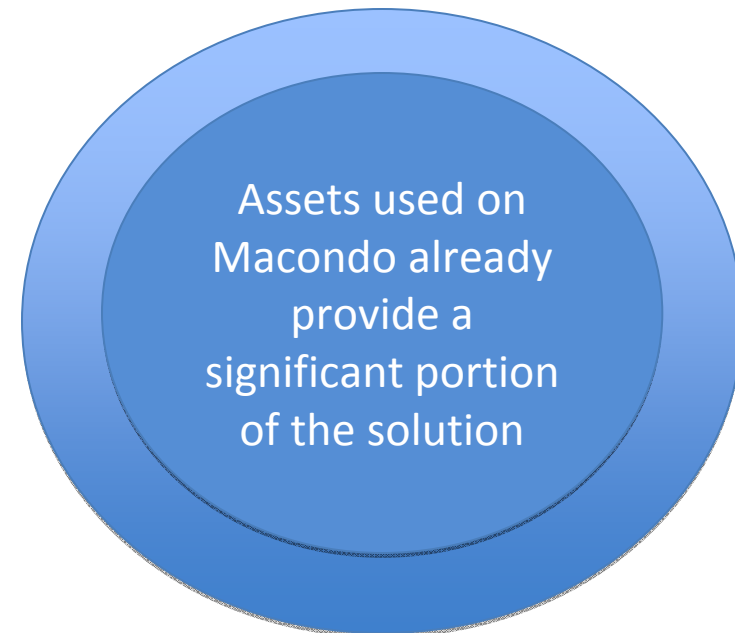 Assets used on
Macondo already
provide a
significant portion
of the solution